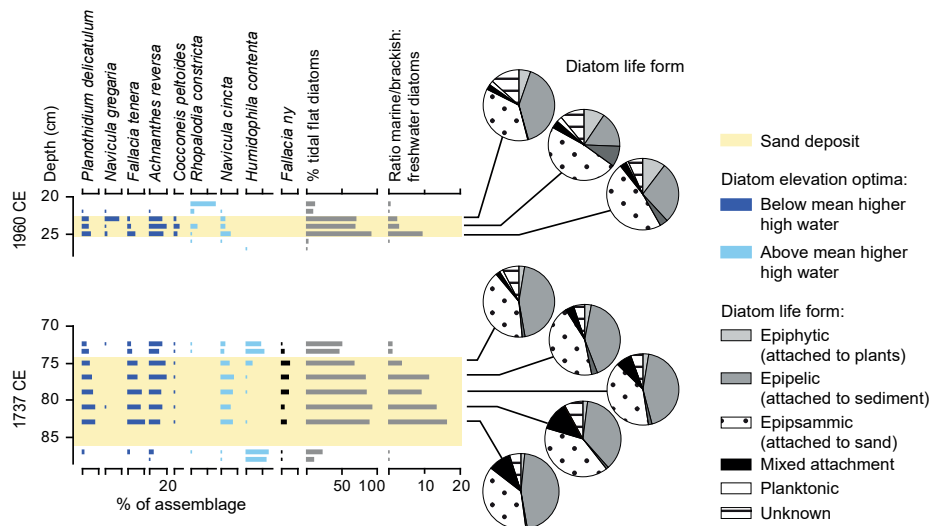 Depth (cm)
Planothidium delicatulum
Navicula gregaria
Fallacia tenera
Achnanthes reversa
Cocconeis peltoides
Rhopalodia constricta
Navicula cincta
Humidophila contenta
Fallacia ny
% tidal flat diatoms
Ratio marine/brackish:
freshwater diatoms
Diatom life form
1960 CE
20
25
1737 CE
70
75
80
85
20
50
100
10
20
% of assemblage
Sand deposit
Diatom elevation optima:
Below mean higher
high water
Above mean higher
high water
Diatom life form:
Epiphytic
(attached to plants)
Epipelic
(attached to sediment)
Epipsammic
(attached to sand)
Mixed attachment
Planktonic
Unknown